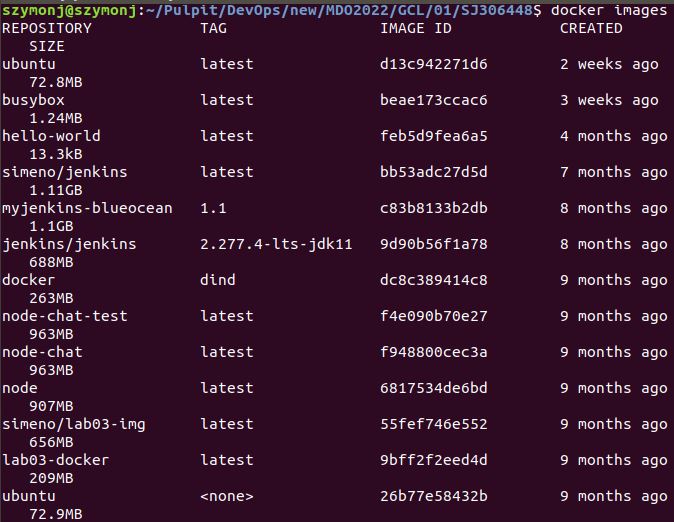 szymonj@szymonj:~/Pulpit/DevOps/new/MDO2022/GCL/01/SJ306448$ docker images
REPOSITORY TAG IMAGE ID CREATED
SIZE
ubuntu latest d13c942271d6 2 weeks ago
72.8MB
busybox latest beae173ccac6 3 weeks ago
1.24MB
hello-world latest feb5d9fea6a5 4 months ago
13.3kB
simeno/jenkins latest bb53adc27d5d 7 months ago
1.11GB
myjenkins-blueocean 1.1 c83b8133b2db 8 months ago
1.1GB
jenkins/jenkins 2.277.4-lts-jdk11 9d90b56f1a78 8 months ago
688MB
docker dind dc8c389414c8 9 months ago
263MB
node-chat-test latest f4e090b70e27 9 months ago
963MB
node-chat latest f948800cec3a 9 months ago
963MB
node latest 6817534de6bd 9 months ago
907MB
simeno/lab03-img latest 55fef746e552 9 months ago
656MB
lab03-docker latest 9bff2f2eed4d 9 months ago
209MB
ubuntu <none> 26b77e58432b 9 months ago
72.9MB